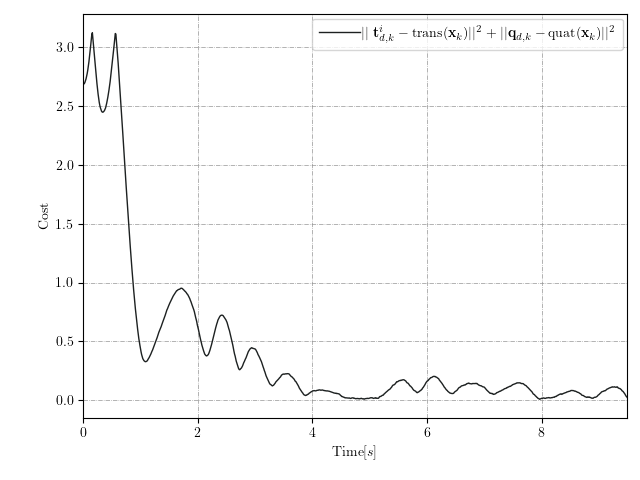 || t^i_{d,k} − trans(x_k)||² + ||q_{d,k} − quat(x_k)||²
3.0
2.5
2.0
1.5
1.0
0.5
0.0
Cost
0 2 4 6 8
Time[s]